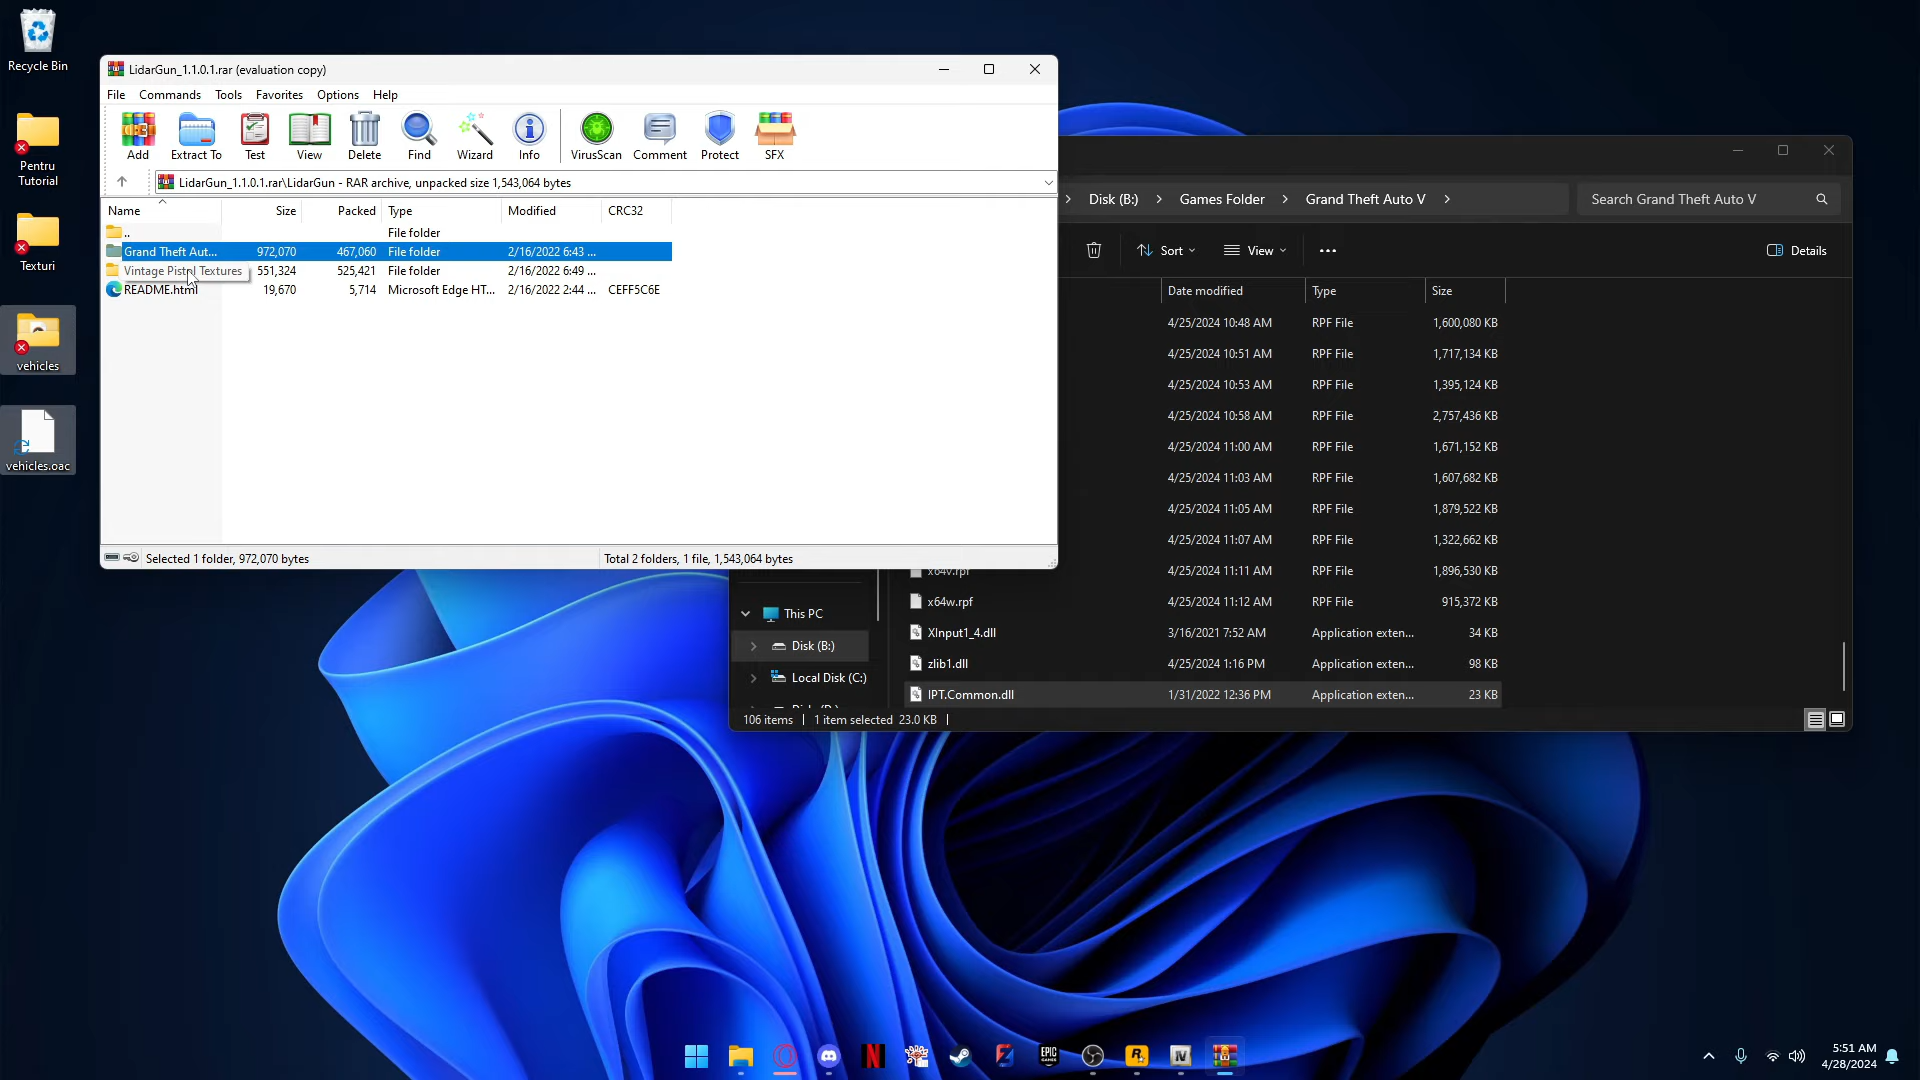 Recycle Bin
Pentru
Tutorial
Texturi
vehicles
vehicles.oac
LidarGun_1.1.0.1.rar (evaluation copy)
File Commands Tools Favorites Options Help
Add Extract To Test View Delete Find Wizard Info VirusScan Comment Protect SFX
LidarGun_1.1.0.1.rar\LidarGun - RAR archive, unpacked size 1,543,064 bytes
Name Size Packed Type Modified CRC32
.. File folder
Grand Theft Aut... 972,070 467,060 File folder 2/16/2022 6:43 ...
Vintage Pistol Textures 551,324 525,421 File folder 2/16/2022 6:49 ...
README.html 19,670 5,714 Microsoft Edge HT... 2/16/2022 2:44 ... CEFF5C6E
Selected 1 folder, 972,070 bytes
Total 2 folders, 1 file, 1,543,064 bytes
Disk (B:) Games Folder Grand Theft Auto V
Search Grand Theft Auto V
Sort View ... Details
Date modified Type Size
4/25/2024 10:48 AM RPF File 1,600,080 KB
4/25/2024 10:51 AM RPF File 1,717,134 KB
4/25/2024 10:53 AM RPF File 1,395,124 KB
4/25/2024 10:58 AM RPF File 2,757,436 KB
4/25/2024 11:00 AM RPF File 1,671,152 KB
4/25/2024 11:03 AM RPF File 1,607,682 KB
4/25/2024 11:05 AM RPF File 1,879,522 KB
4/25/2024 11:07 AM RPF File 1,322,662 KB
x64v.rpf 4/25/2024 11:11 AM RPF File 1,896,530 KB
x64w.rpf 4/25/2024 11:12 AM RPF File 915,372 KB
XInput1_4.dll 3/16/2021 7:52 AM Application exten... 34 KB
zlib1.dll 4/25/2024 1:16 PM Application exten... 98 KB
IPT.Common.dll 1/31/2022 12:36 PM Application exten... 23 KB
This PC
Disk (B:)
Local Disk (C:)
106 items 1 item selected 23.0 KB
EPIC
GAMES
IV
5:51 AM
4/28/2024